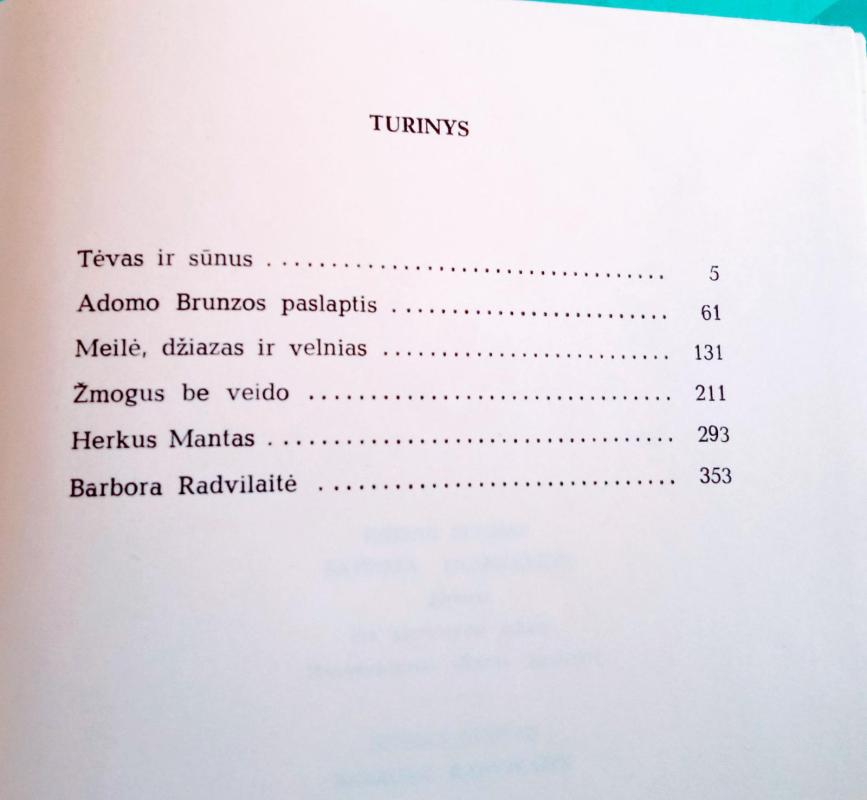 TURINYS
Tėvas ir sūnus ............................... 5
Adomo Brunzos paslaptis ...................... 61
Meilė, džiazas ir velnias ...................... 131
Žmogus be veido ............................ 211
Herkus Mantas ................................ 293
Barbora Radvilaitė ............................ 353